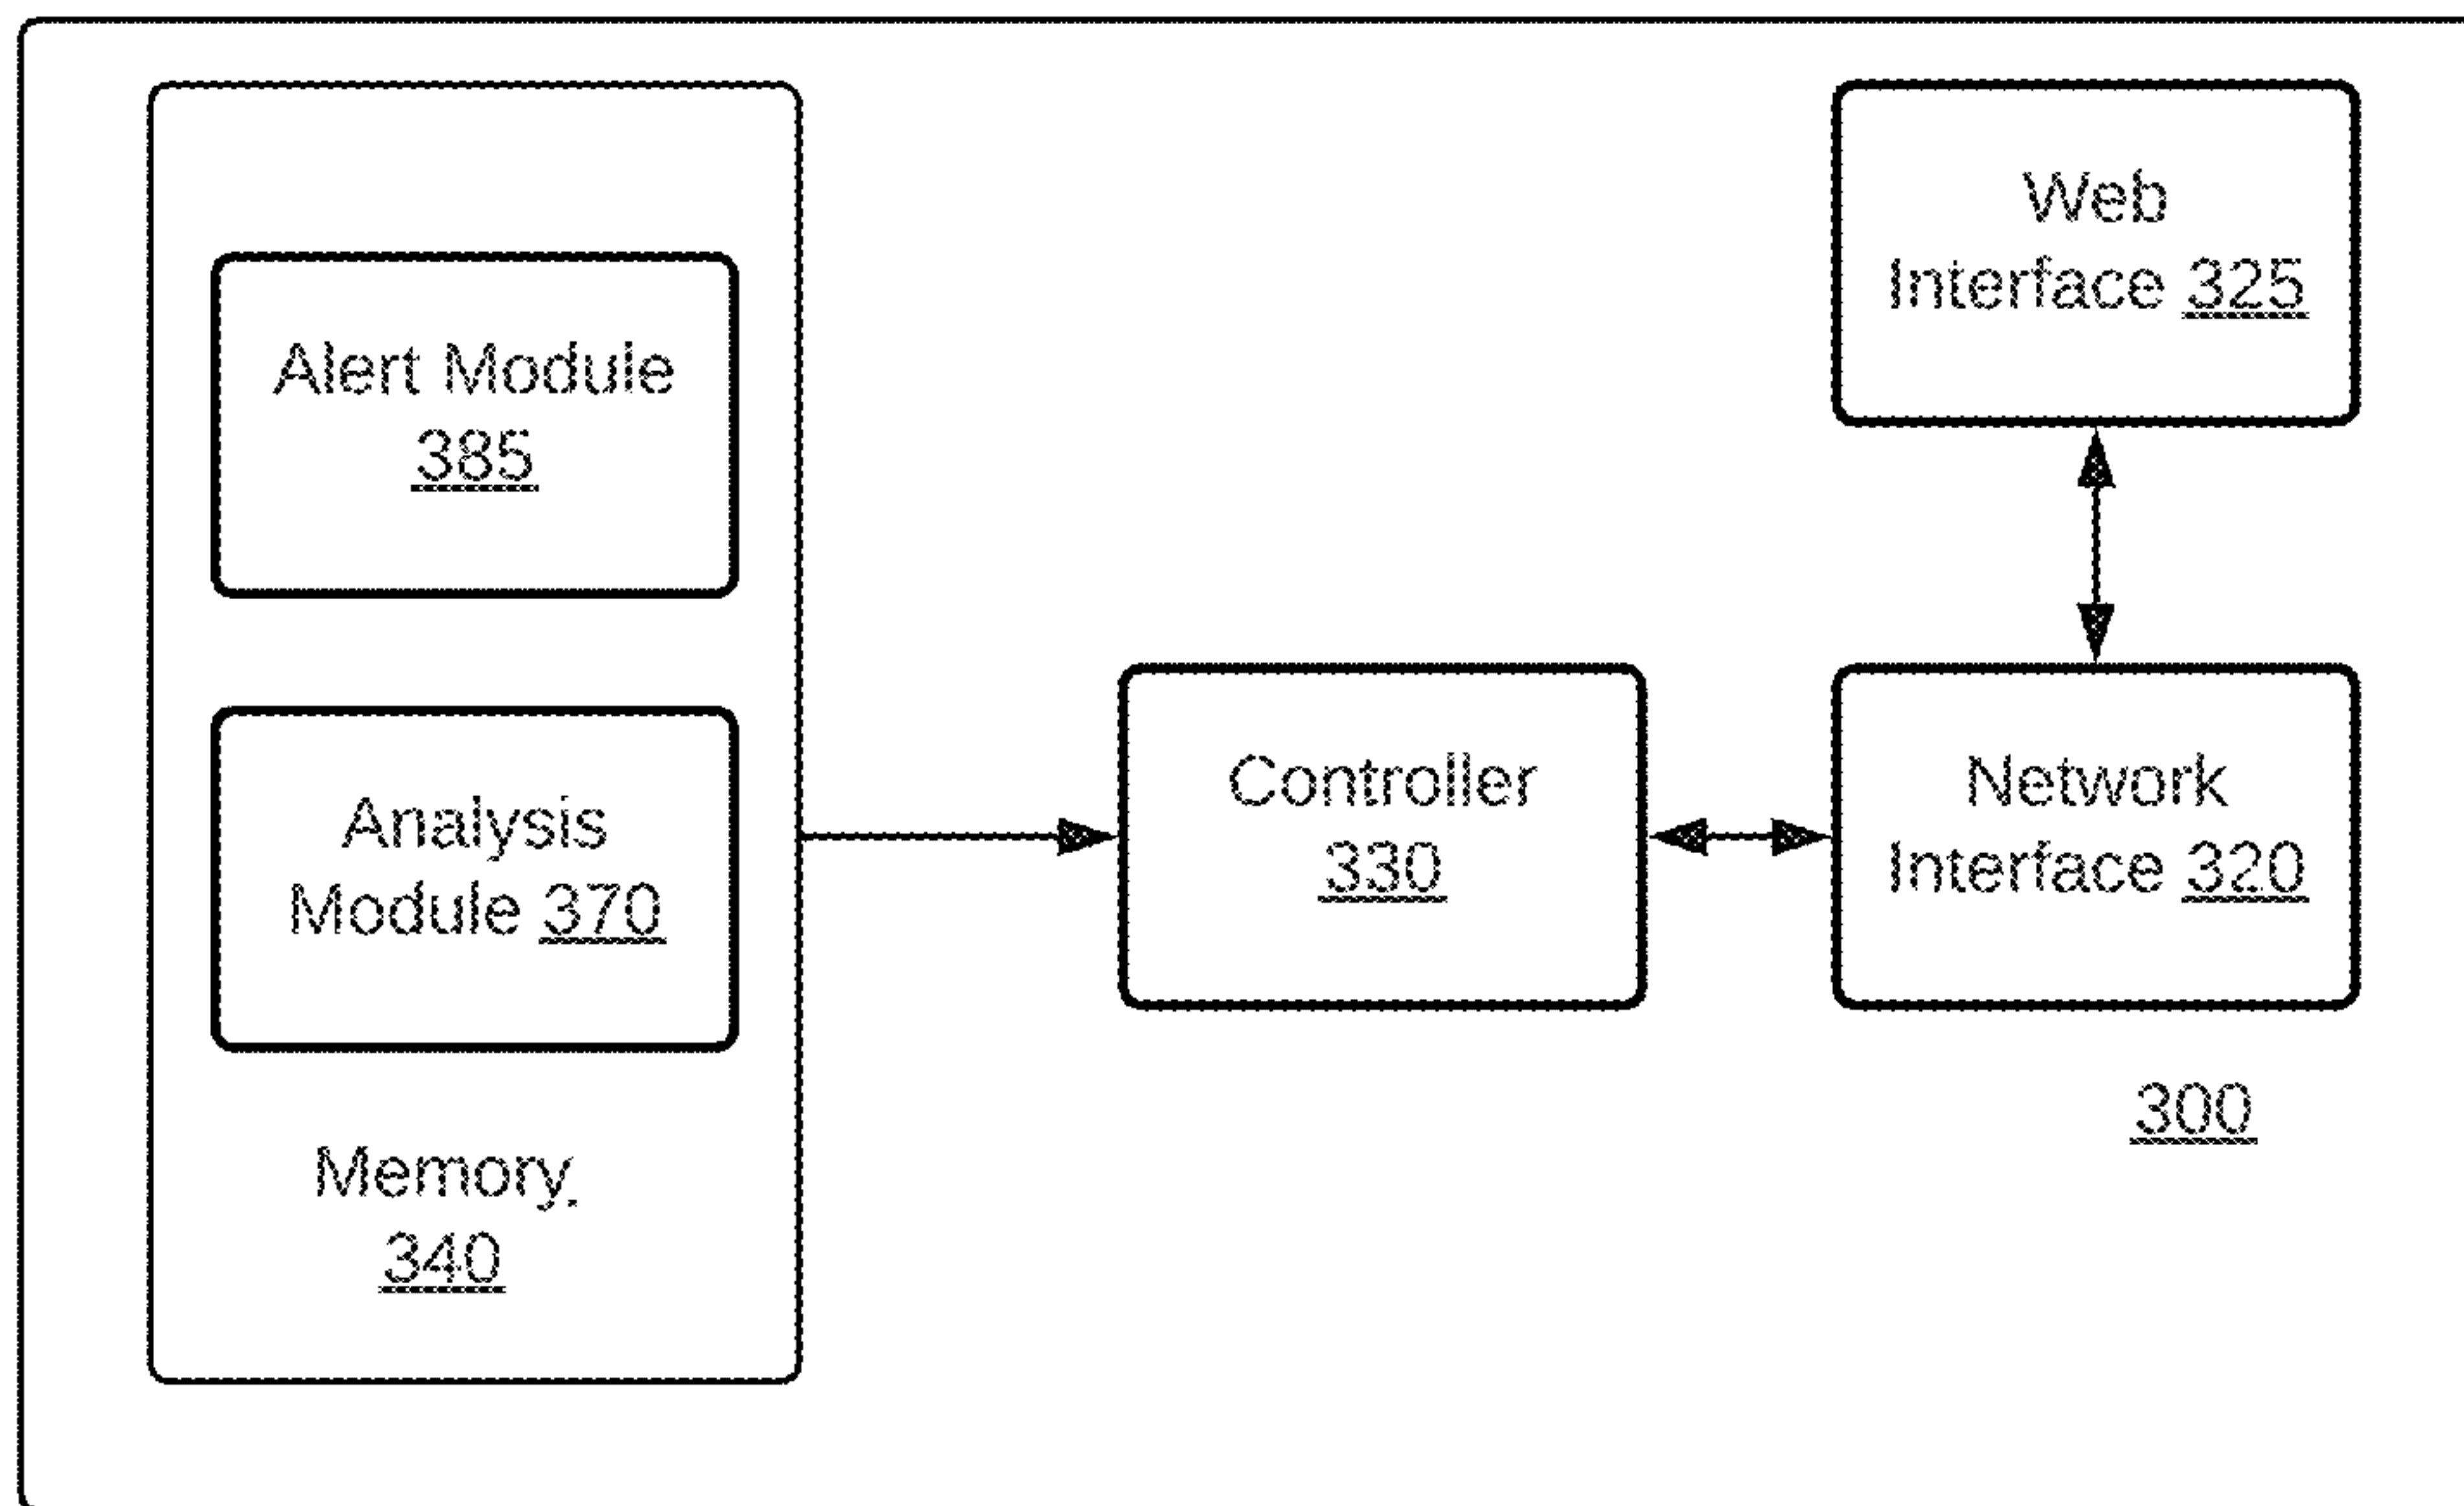 Alert Module
385
Analysis
Module 370
Memory,
340
Controller
330
Web
Interface 325
Network
Interface 320
300